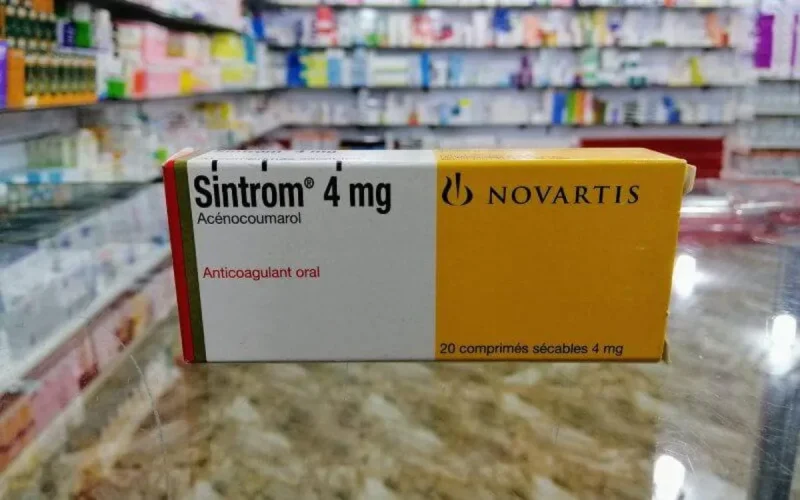 Sintrom® 4 mg
Acénocoumarol
Anticoagulant oral
NOVARTIS
20 comprimés sécables 4 mg